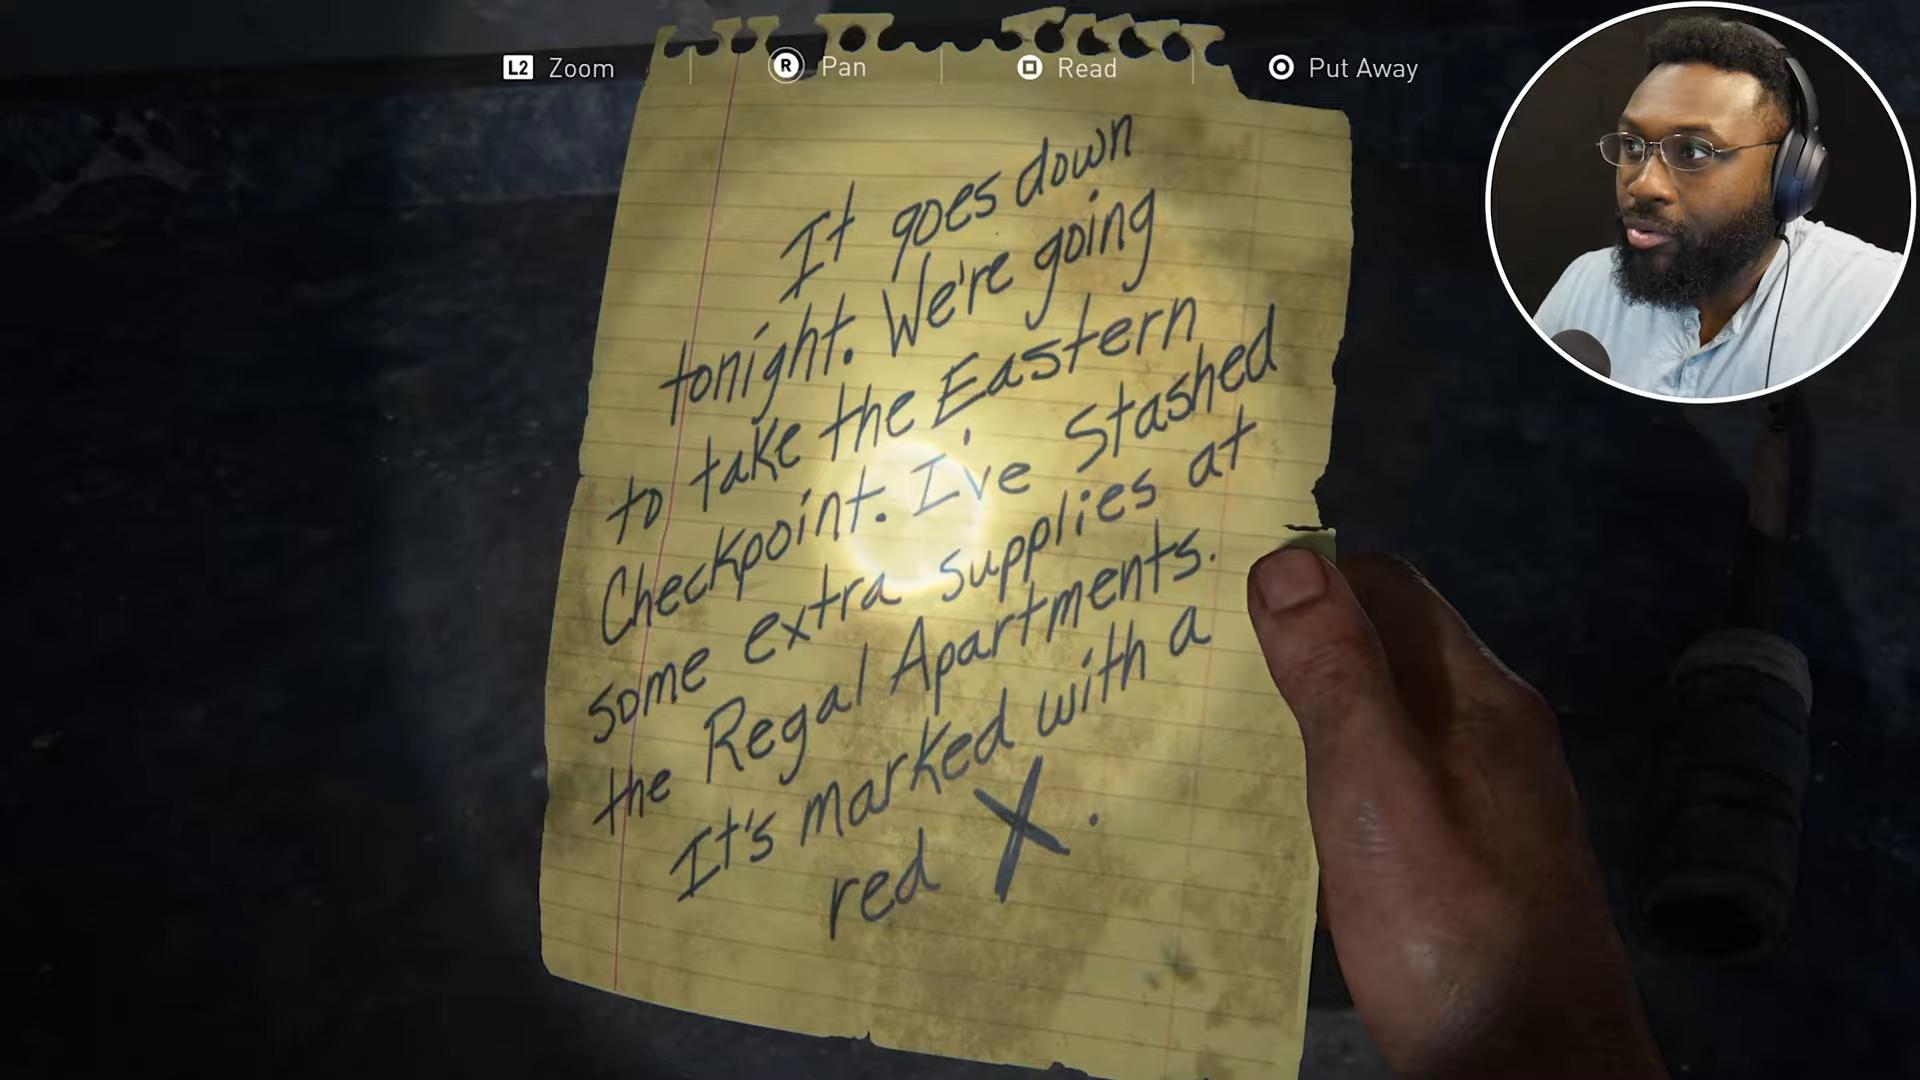 L2 Zoom R Pan Read Put Away
It goes down
tonight. We're going
to take the Eastern
Checkpoint. I've Stashed
some extra supplies at
the Regal Apartments.
It's marked with a
red X.